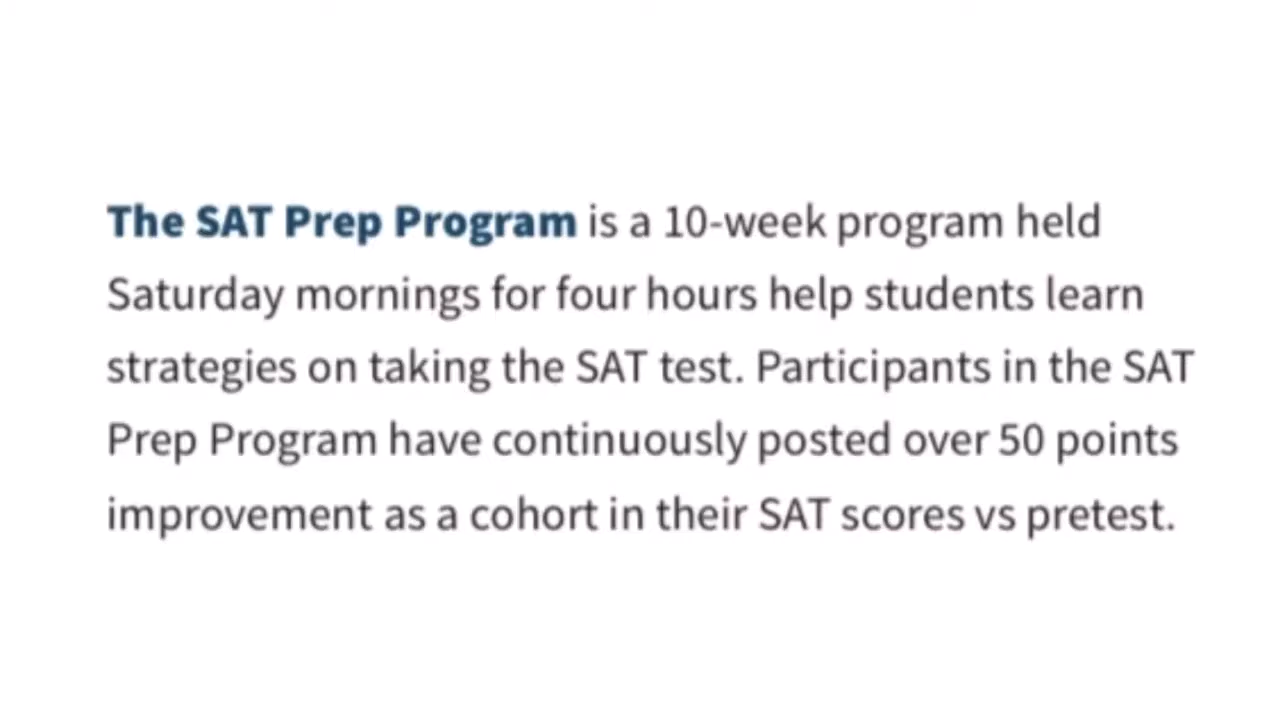 The SAT Prep Program is a 10-week program held
Saturday mornings for four hours help students learn
strategies on taking the SAT test. Participants in the SAT
Prep Program have continuously posted over 50 points
improvement as a cohort in their SAT scores vs pretest.